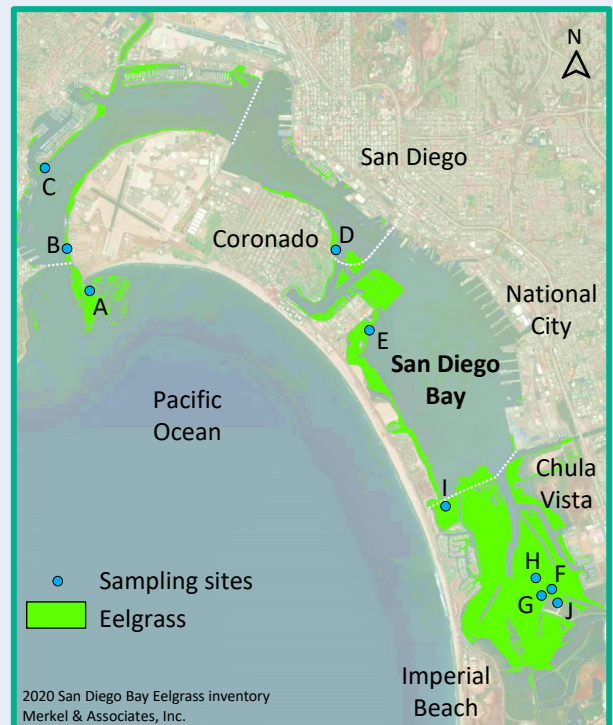 N
San Diego
C
Coronado
D
B
A
National
City
E
San Diego
Bay
Pacific
Ocean
Chula
Vista
I
H
F
G
J
Sampling sites
Eelgrass
Imperial
Beach
2020 San Diego Bay Eelgrass inventory
Merkel & Associates, Inc.